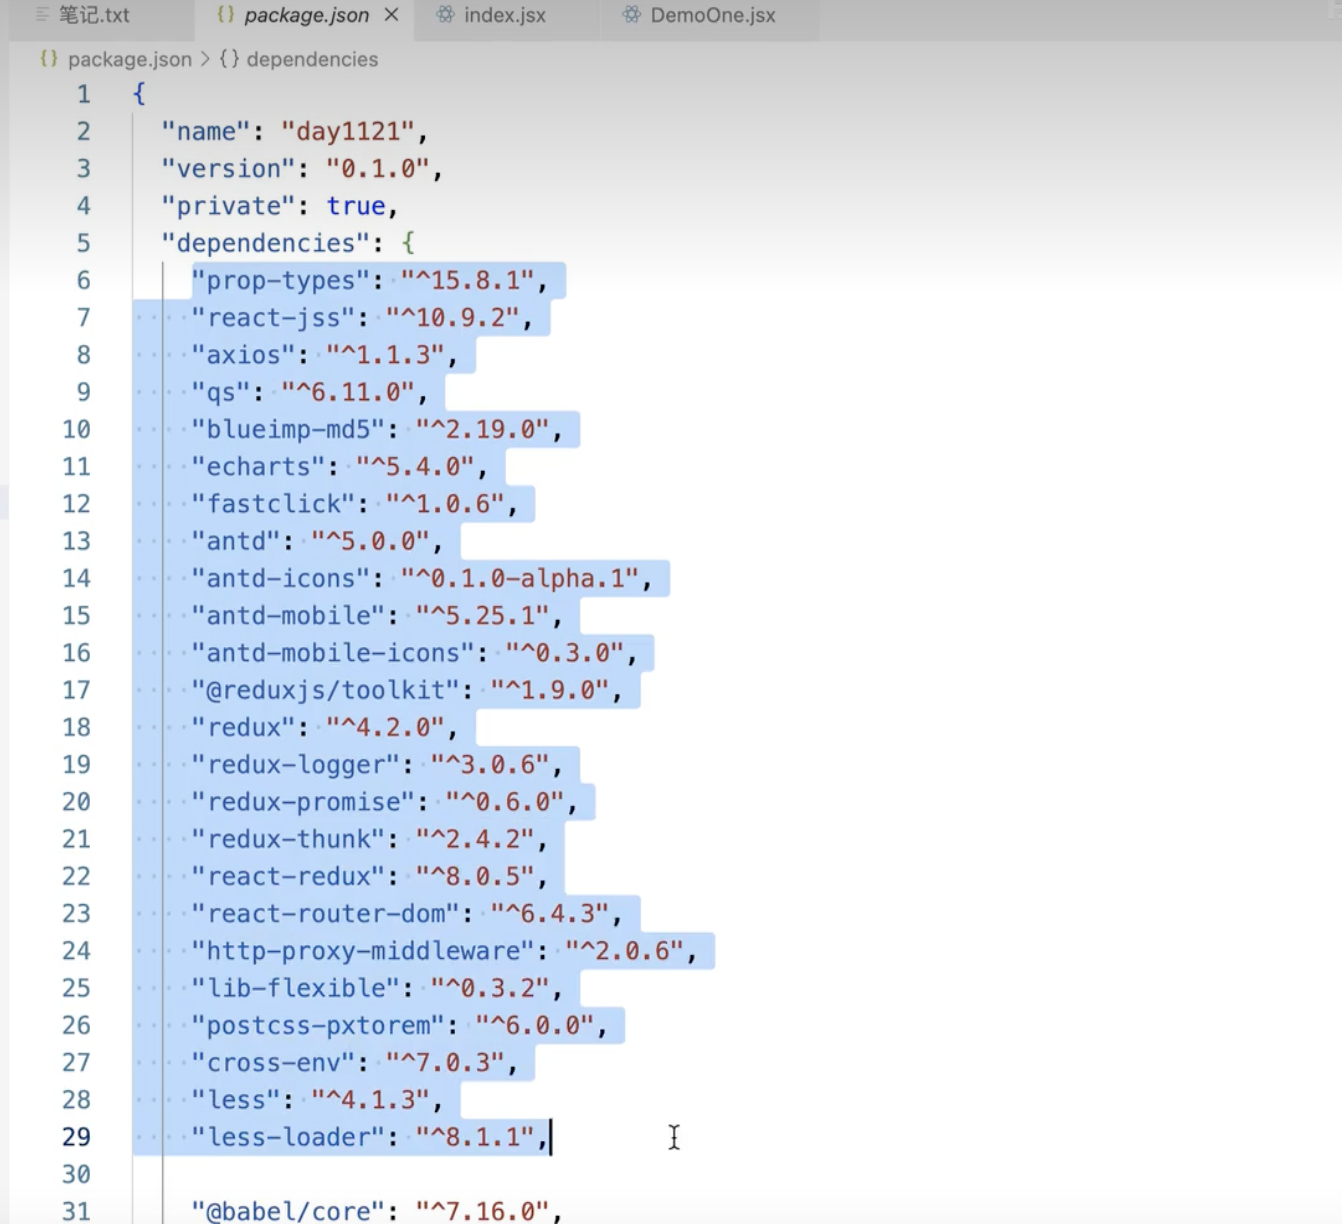 笔记.txt
package.json
index.jsx
DemoOne.jsx
package.json > {} dependencies
1 {
2 "name": "day1121",
3 "version": "0.1.0",
4 "private": true,
5 "dependencies": {
6 "prop-types": "^15.8.1",
7 "react-jss": "^10.9.2",
8 "axios": "^1.1.3",
9 "qs": "^6.11.0",
10 "blueimp-md5": "^2.19.0",
11 "echarts": "^5.4.0",
12 "fastclick": "^1.0.6",
13 "antd": "^5.0.0",
14 "antd-icons": "^0.1.0-alpha.1",
15 "antd-mobile": "^5.25.1",
16 "antd-mobile-icons": "^0.3.0",
17 "@reduxjs/toolkit": "^1.9.0",
18 "redux": "^4.2.0",
19 "redux-logger": "^3.0.6",
20 "redux-promise": "^0.6.0",
21 "redux-thunk": "^2.4.2",
22 "react-redux": "^8.0.5",
23 "react-router-dom": "^6.4.3",
24 "http-proxy-middleware": "^2.0.6",
25 "lib-flexible": "^0.3.2",
26 "postcss-pxtorem": "^6.0.0",
27 "cross-env": "^7.0.3",
28 "less": "^4.1.3",
29 "less-loader": "^8.1.1",
30
31 "@babel/core": "^7.16.0",